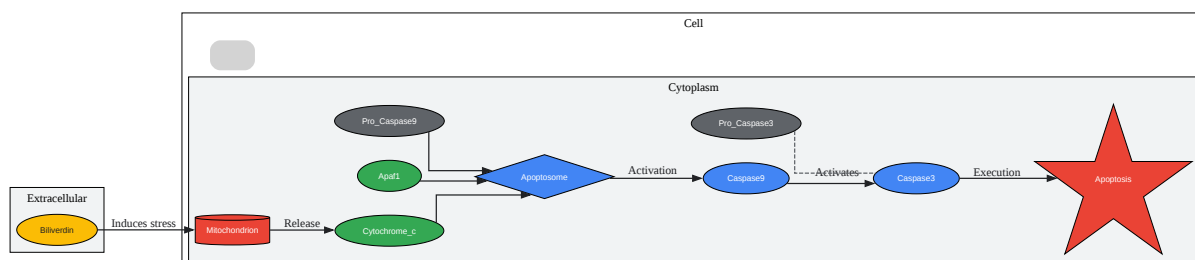 Cell
Cytoplasm
Pro_Caspase9
Pro_Caspase3
Apaf1
Apoptosome
Activation
Caspase9
Activates
Caspase3
Execution
Apoptosis
Extracellular
Biliverdin
Induces stress
Mitochondrion
Release
Cytochrome_c